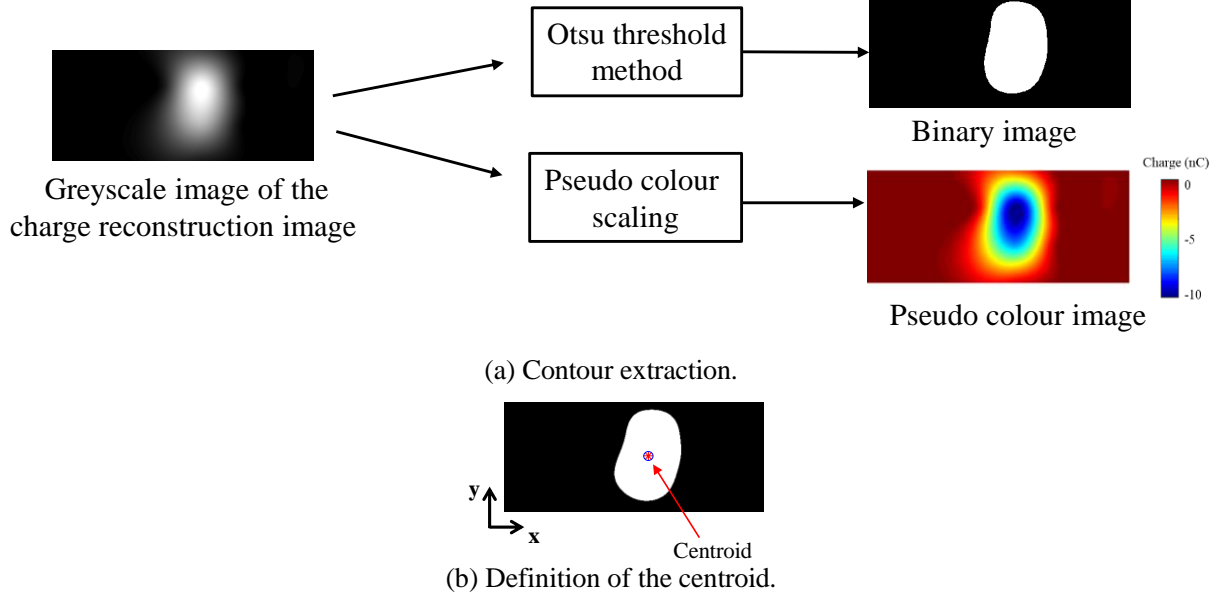 Otsu threshold
method
Greyscale image of the
charge reconstruction image
Binary image
Pseudo colour
scaling
Charge (nC)
0
-5
-10
Pseudo colour image
(a) Contour extraction.
y
x
Centroid
(b) Definition of the centroid.